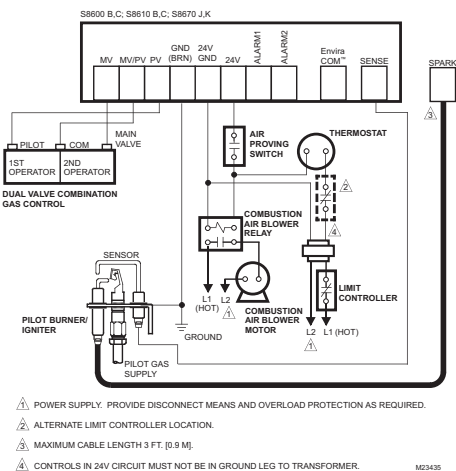 S8600 B,C; S8610 B,C; S8670 J,K
MV
MV/PV
PV
GND
(BRN)
24V
GND
24V
ALARM1
ALARM2
Envira
COM™
SENSE
SPARK
3
PILOT
COM
MAIN
VALVE
1ST
OPERATOR
2ND
OPERATOR
DUAL VALVE COMBINATION
GAS CONTROL
AIR
PROVING
SWITCH
THERMOSTAT
2
4
COMBUSTION
AIR BLOWER
RELAY
SENSOR
L1
(HOT)
L2
1
COMBUSTION
AIR BLOWER
MOTOR
LIMIT
CONTROLLER
L2
L1 (HOT)
1
PILOT BURNER/
IGNITER
GROUND
PILOT GAS
SUPPLY
1 POWER SUPPLY. PROVIDE DISCONNECT MEANS AND OVERLOAD PROTECTION AS REQUIRED.
2 ALTERNATE LIMIT CONTROLLER LOCATION.
3 MAXIMUM CABLE LENGTH 3 FT. [0.9 M].
4 CONTROLS IN 24V CIRCUIT MUST NOT BE IN GROUND LEG TO TRANSFORMER.
M23435